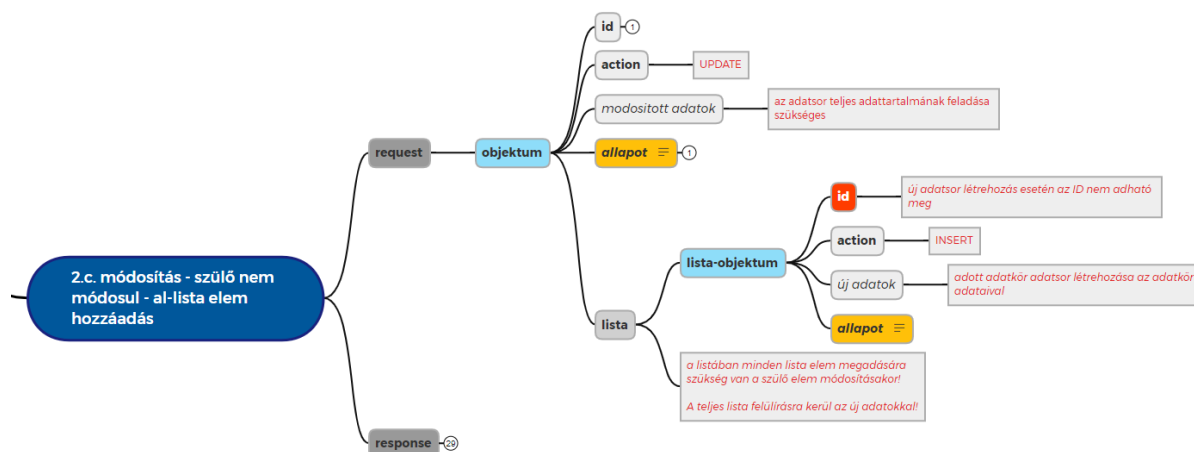 2.c. módosítás - szülő nem
módosul - al-lista elem
hozzáadás
request
objektum
id
1
action
UPDATE
modositott adatok
az adatsor teljes adattartalmának feladása
szükséges
allapot
1
lista
lista-objektum
id
új adatsor létrehozás esetén az ID nem adható
meg
action
INSERT
új adatok
adott adatkör adatsor létrehozása az adatkör
adataival
allapot
a listában minden lista elem megadására
szükség van a szülő elem módosításakor!
A teljes lista felülírásra kerül az új adatokkal!
response
29